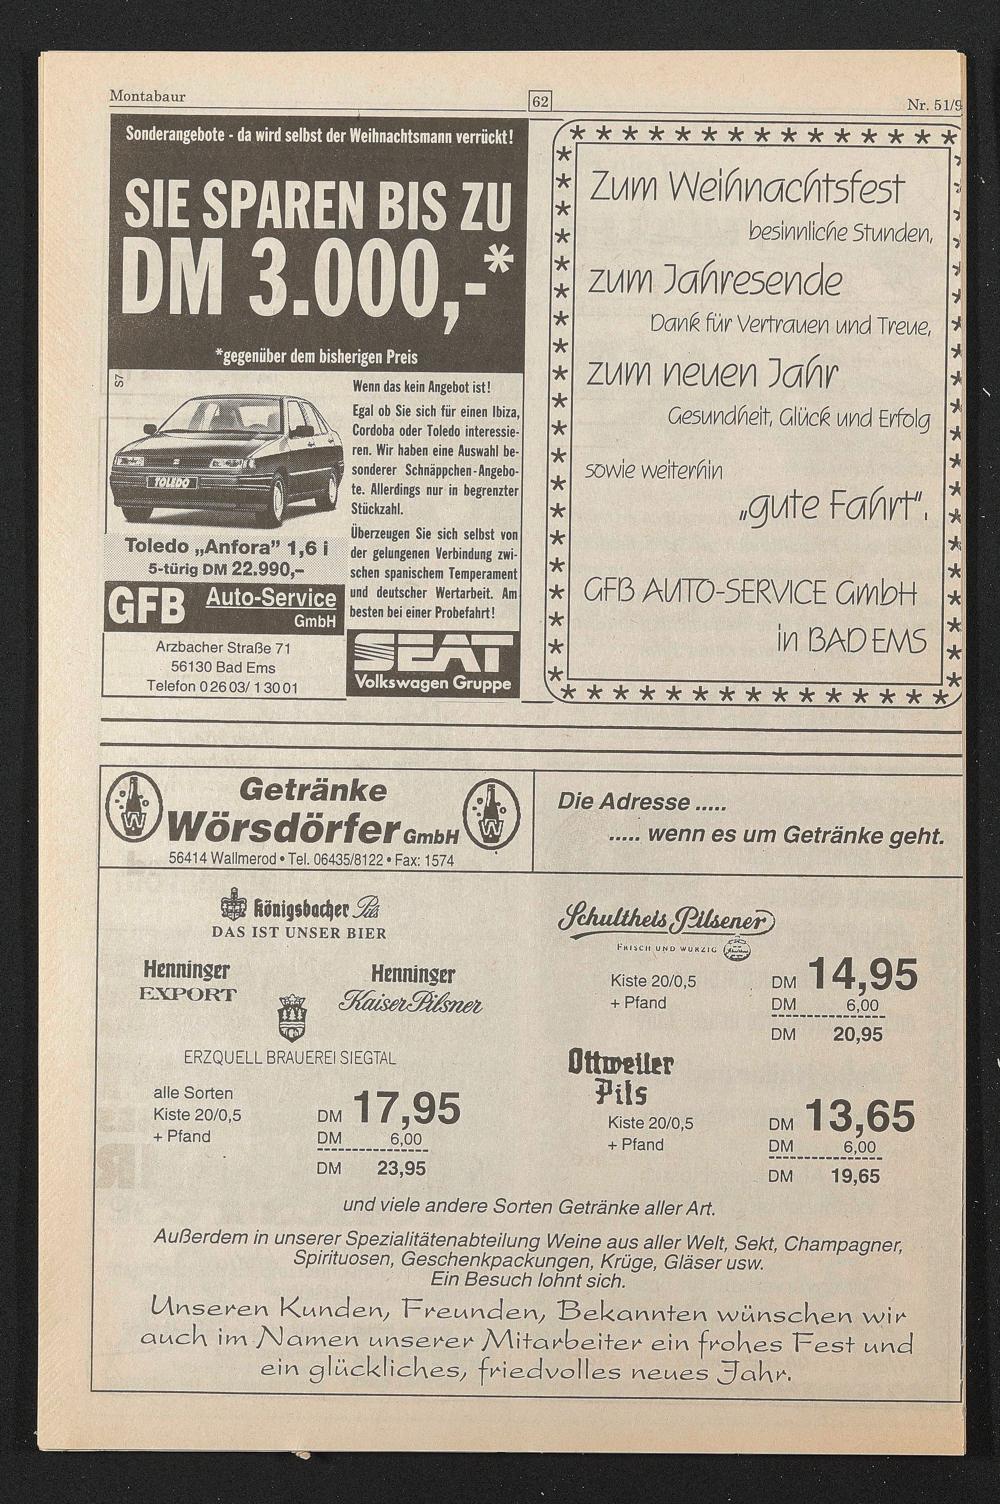 Montabaur
62
Nr. 51/9
Sonderangebote - da wird selbst der Weihnachtsmann verrückt!
SIE SPAREN BIS ZU
DM 3.000,-*
*gegenüber dem bisherigen Preis
S7
TOLEDO
Toledo „Anfora” 1,6 i
5-türig DM 22.990,–
GFB Auto-Service
GmbH
Arzbacher Straße 71
56130 Bad Ems
Telefon 0 26 03/ 1 30 01
Wenn das kein Angebot ist!
Egal ob Sie sich für einen Ibiza,
Cordoba oder Toledo interessie-
ren. Wir haben eine Auswahl be-
sonderer Schnäppchen-Angebo-
te. Allerdings nur in begrenzter
Stückzahl.
Überzeugen Sie sich selbst von
der gelungenen Verbindung zwi-
schen spanischem Temperament
und deutscher Wertarbeit. Am
besten bei einer Probefahrt!
SEAT
Volkswagen Gruppe
Zum Weihnachtsfest
besinnliche Stunden,
zum Jahresende
Dank für Vertrauen und Treue,
zum neuen Jahr
Gesundheit, Glück und Erfolg
sowie weiterhin
„gute Fahrt“.
GFB AUTO-SERVICE GmbH
in BAD EMS
Getränke
Wörsdörfer GmbH
W
W
56414 Wallmerod • Tel. 06435/8122 • Fax: 1574
Die Adresse .....
..... wenn es um Getränke geht.
Königsbacher Pils
DAS IST UNSER BIER
Henninger
EXPORT
Henninger
Kaiser Pilsner
ERZQUELL BRAUEREI SIEGTAL
alle Sorten
Kiste 20/0,5 DM 17,95
+ Pfand DM 6,00
DM 23,95
Schultheis Pilsener
FRISCH UND WÜRZIG
Kiste 20/0,5 DM 14,95
+ Pfand DM 6,00
DM 20,95
Ottweiler
Pils
Kiste 20/0,5 DM 13,65
+ Pfand DM 6,00
DM 19,65
und viele andere Sorten Getränke aller Art.
Außerdem in unserer Spezialitätenabteilung Weine aus aller Welt, Sekt, Champagner,
Spirituosen, Geschenkpackungen, Krüge, Gläser usw.
Ein Besuch lohnt sich.
Unseren Kunden, Freunden, Bekannten wünschen wir
auch im Namen unserer Mitarbeiter ein frohes Fest und
ein glückliches, friedvolles neues Jahr.